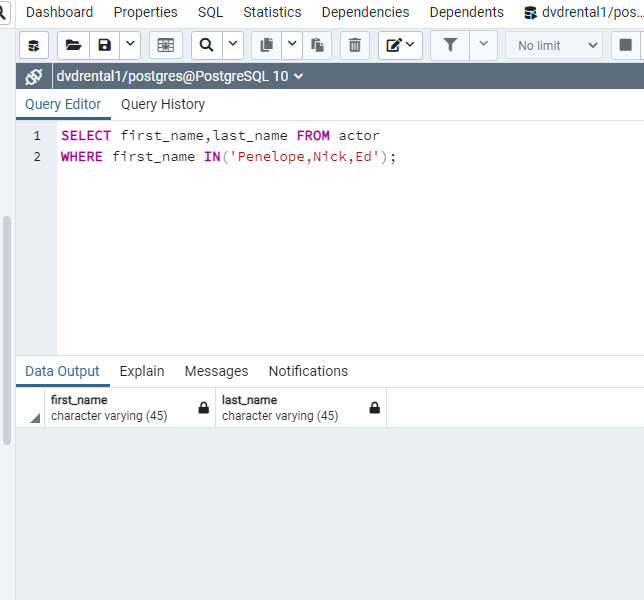 Dashboard Properties SQL Statistics Dependencies Dependents dvdrental1/pos...
No limit
dvdrental1/postgres@PostgreSQL 10
Query Editor Query History
1 SELECT first_name,last_name FROM actor
2 WHERE first_name IN('Penelope,Nick,Ed');
Data Output Explain Messages Notifications
first_name last_name
character varying (45) character varying (45)